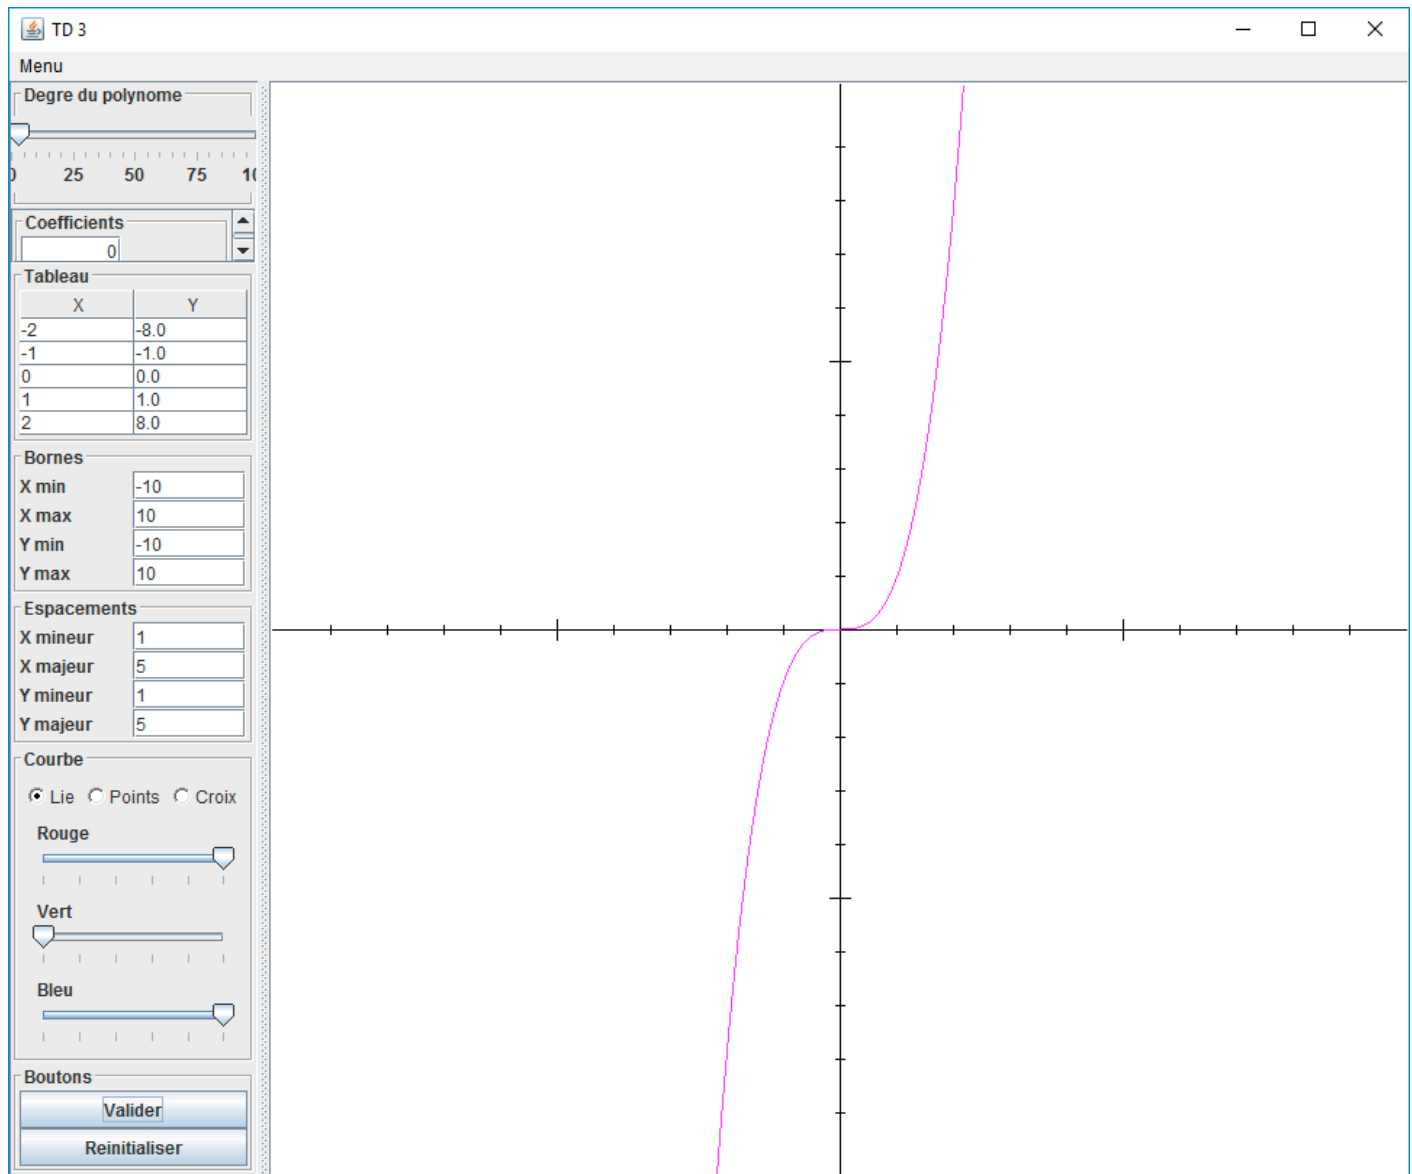 TD 3
Menu
Degre du polynome
0 25 50 75 10
Coefficients
0
Tableau
X Y
-2 -8.0
-1 -1.0
0 0.0
1 1.0
2 8.0
Bornes
X min -10
X max 10
Y min -10
Y max 10
Espacements
X mineur 1
X majeur 5
Y mineur 1
Y majeur 5
Courbe
Lie Points Croix
Rouge
Vert
Bleu
Boutons
Valider
Reinitialiser